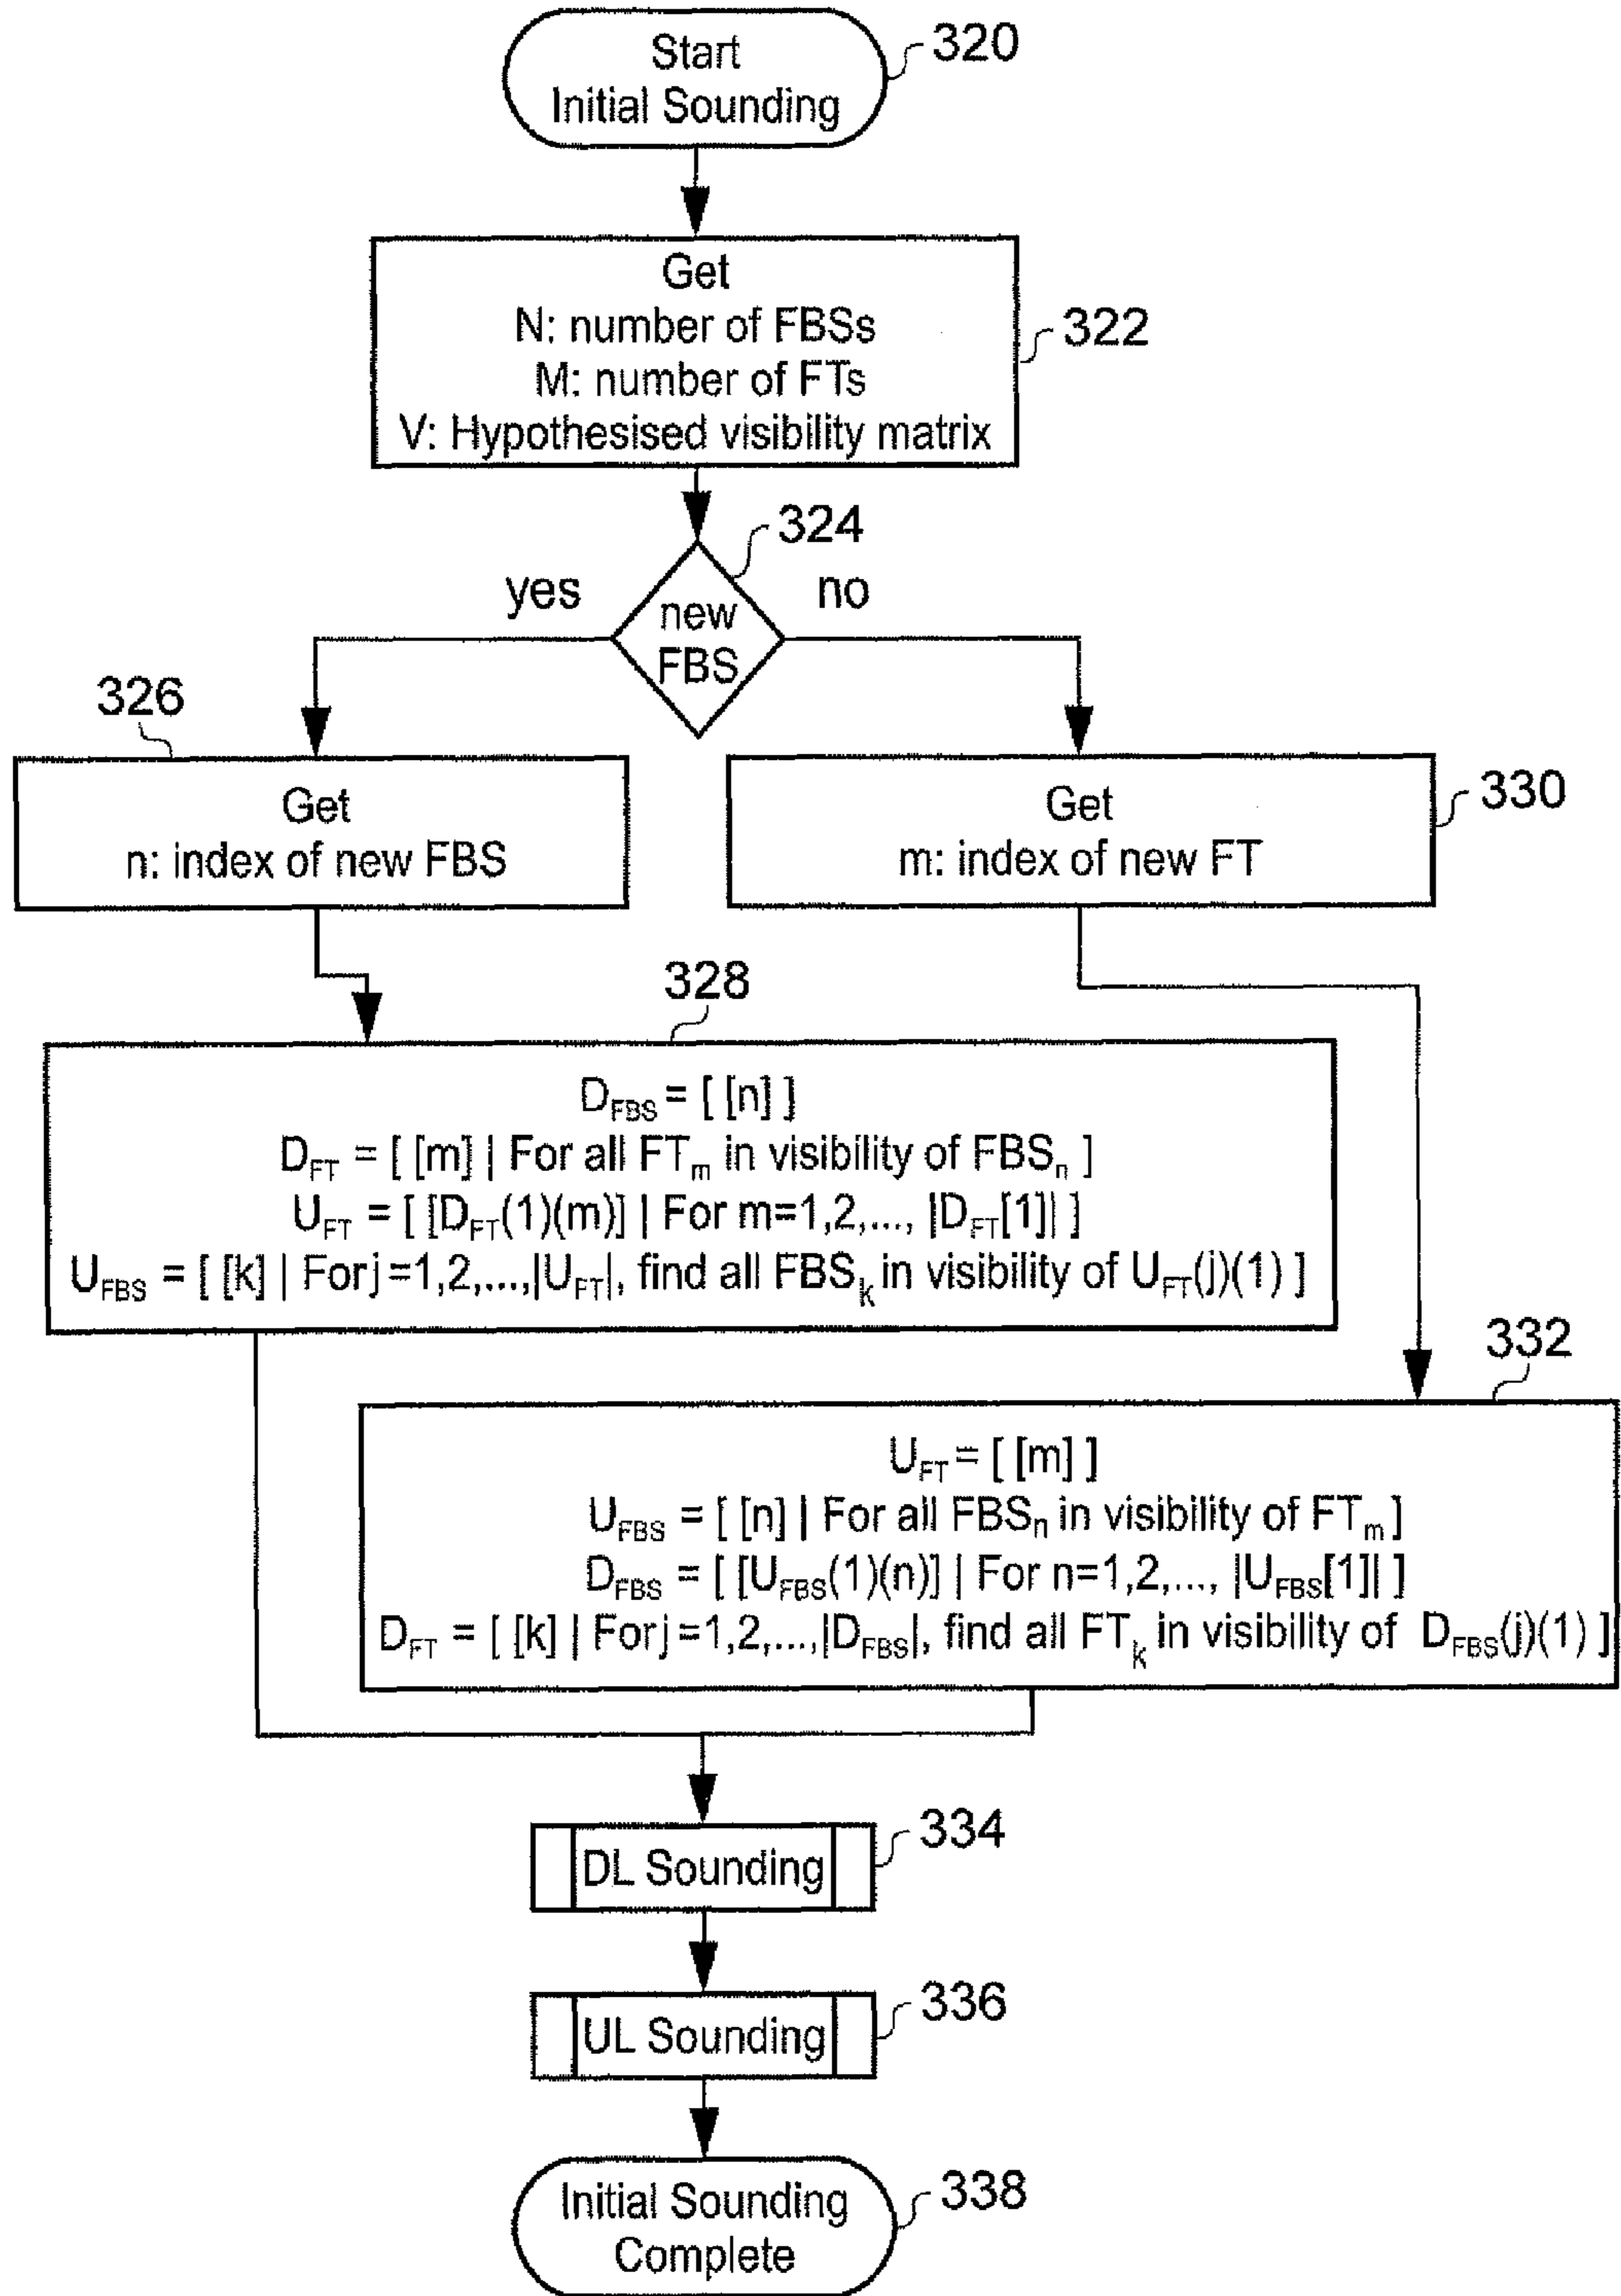 Start
Initial Sounding
320
Get
N: number of FBSs
M: number of FTs
V: Hypothesised visibility matrix
322
324
yes
no
new
FBS
326
Get
n: index of new FBS
Get
m: index of new FT
330
328
D_FBS = [ [n] ]
D_FT = [ [m] | For all FT_m in visibility of FBS_n ]
U_FT = [ [D_FT(1)(m)] | For m=1,2,..., |D_FT[1]| ]
U_FBS = [ [k] | For j=1,2,...,|U_FT|, find all FBS_k in visibility of U_FT(j)(1) ]
332
U_FT = [ [m] ]
U_FBS = [ [n] | For all FBS_n in visibility of FT_m ]
D_FBS = [ [U_FBS(1)(n)] | For n=1,2,..., |U_FBS[1]| ]
D_FT = [ [k] | For j=1,2,...,|D_FBS|, find all FT_k in visibility of D_FBS(j)(1) ]
DL Sounding
334
UL Sounding
336
Initial Sounding
Complete
338